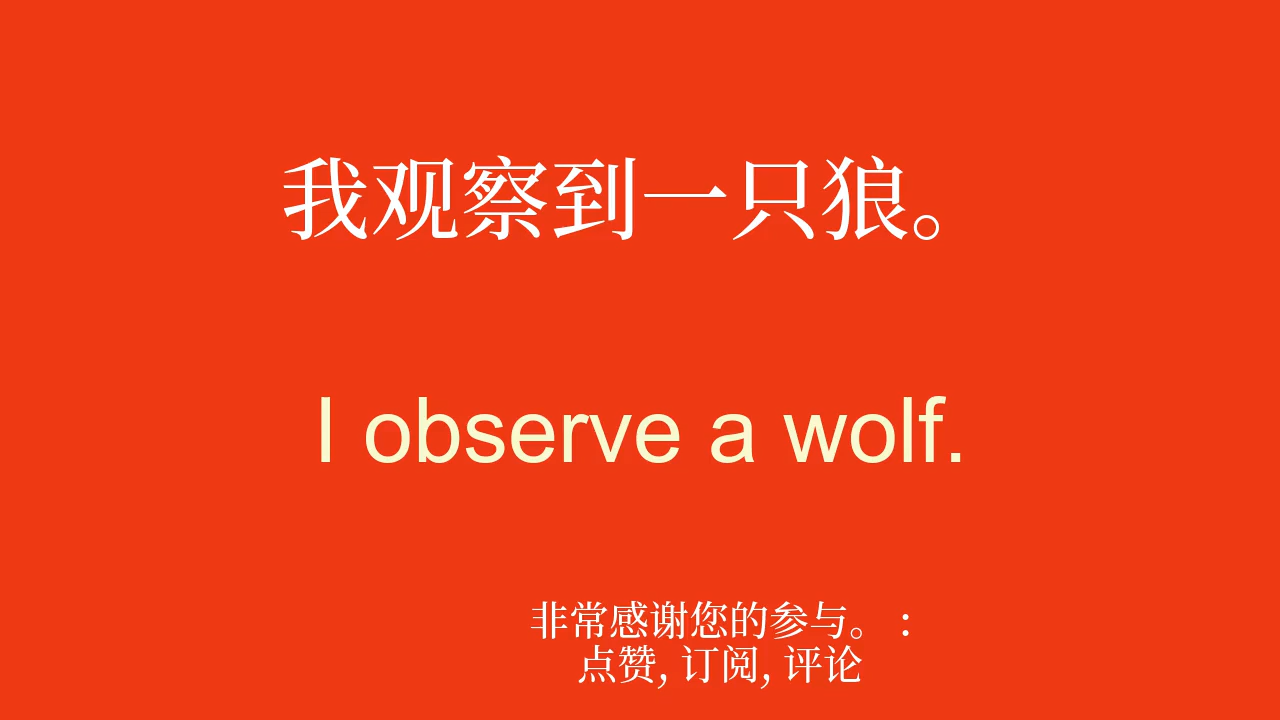 我观察到一只狼。
I observe a wolf.
非常感谢您的参与。 :
点赞, 订阅, 评论